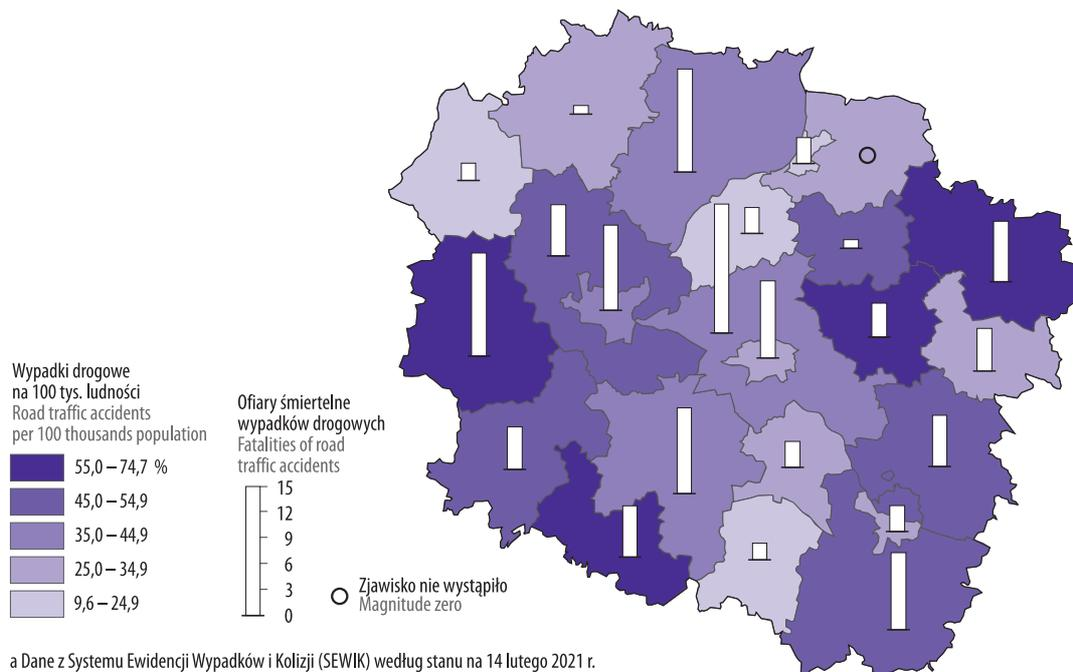 Wypadki drogowe
na 100 tys. ludności
Road traffic accidents
per 100 thousands population
55,0 – 74,7 %
45,0 – 54,9
35,0 – 44,9
25,0 – 34,9
9,6 – 24,9
Ofiary śmiertelne
wypadków drogowych
Fatalities of road
traffic accidents
15
12
9
6
3
0
Zjawisko nie wystąpiło
Magnitude zero
a Dane z Systemu Ewidencji Wypadków i Kolizji (SEWIK) według stanu na 14 lutego 2021 r.